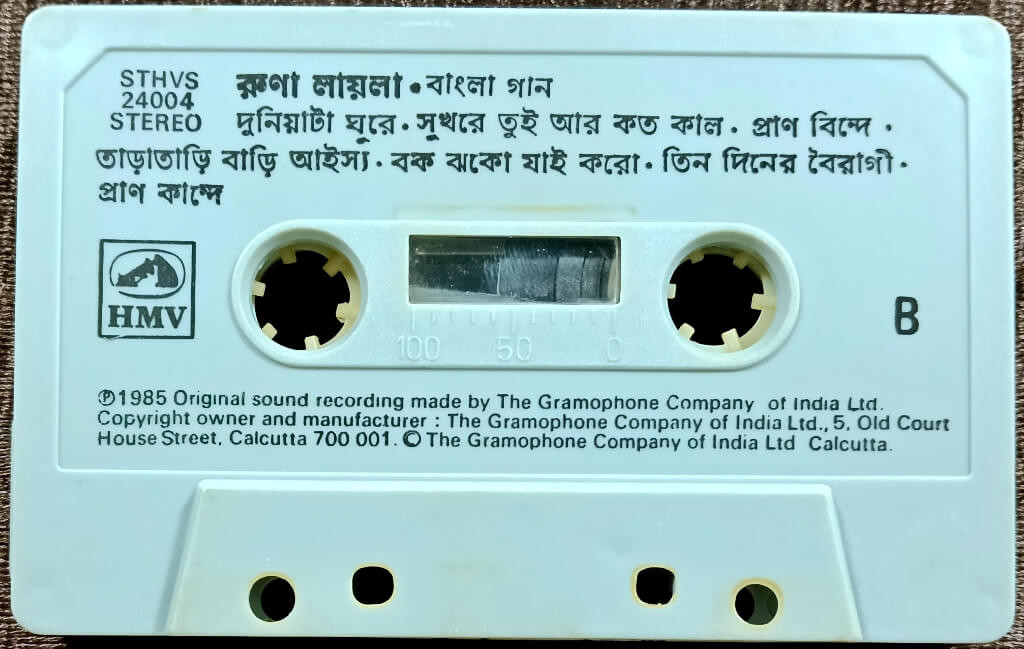 STHVS
24004
STEREO
রুণা লায়লা • বাংলা গান
দুনিয়াটা ঘুরে • সুখরে তুই আর কত কাল • প্রাণ বিন্দে •
তাড়াতাড়ি বাড়ি আইস্য • বক ঝকো যাই করো • তিন দিনের বৈরাগী •
প্রাণ কান্দে
HMV
100 50 0
B
℗1985 Original sound recording made by The Gramophone Company of India Ltd.
Copyright owner and manufacturer : The Gramophone Company of India Ltd., 5, Old Court
House Street, Calcutta 700 001. © The Gramophone Company of India Ltd Calcutta.